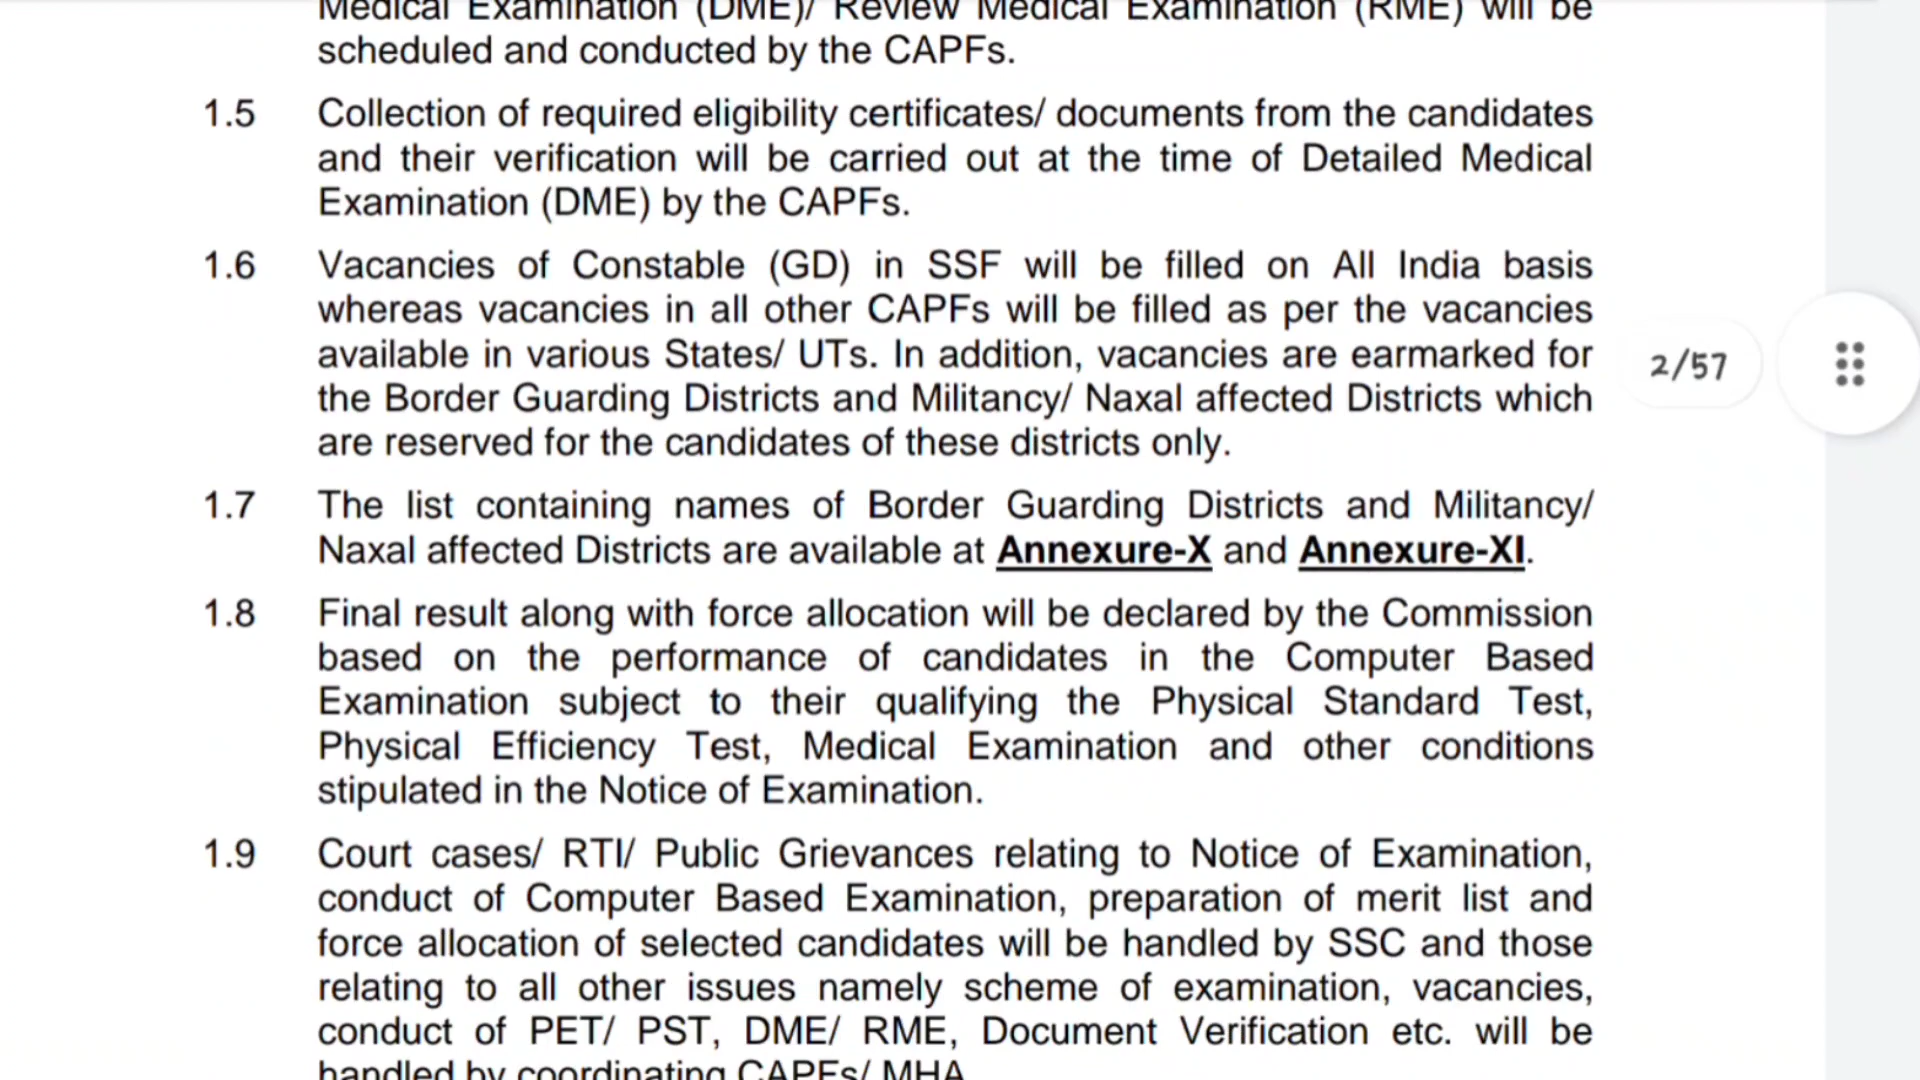 Medical Examination (DME)/ Review Medical Examination (RME) will be
scheduled and conducted by the CAPFs.
1.5 Collection of required eligibility certificates/ documents from the candidates
and their verification will be carried out at the time of Detailed Medical
Examination (DME) by the CAPFs.
1.6 Vacancies of Constable (GD) in SSF will be filled on All India basis
whereas vacancies in all other CAPFs will be filled as per the vacancies
available in various States/ UTs. In addition, vacancies are earmarked for
the Border Guarding Districts and Militancy/ Naxal affected Districts which
are reserved for the candidates of these districts only.
2/57
1.7 The list containing names of Border Guarding Districts and Militancy/
Naxal affected Districts are available at Annexure-X and Annexure-XI.
1.8 Final result along with force allocation will be declared by the Commission
based on the performance of candidates in the Computer Based
Examination subject to their qualifying the Physical Standard Test,
Physical Efficiency Test, Medical Examination and other conditions
stipulated in the Notice of Examination.
1.9 Court cases/ RTI/ Public Grievances relating to Notice of Examination,
conduct of Computer Based Examination, preparation of merit list and
force allocation of selected candidates will be handled by SSC and those
relating to all other issues namely scheme of examination, vacancies,
conduct of PET/ PST, DME/ RME, Document Verification etc. will be
handled by coordinating CAPFs/ MHA